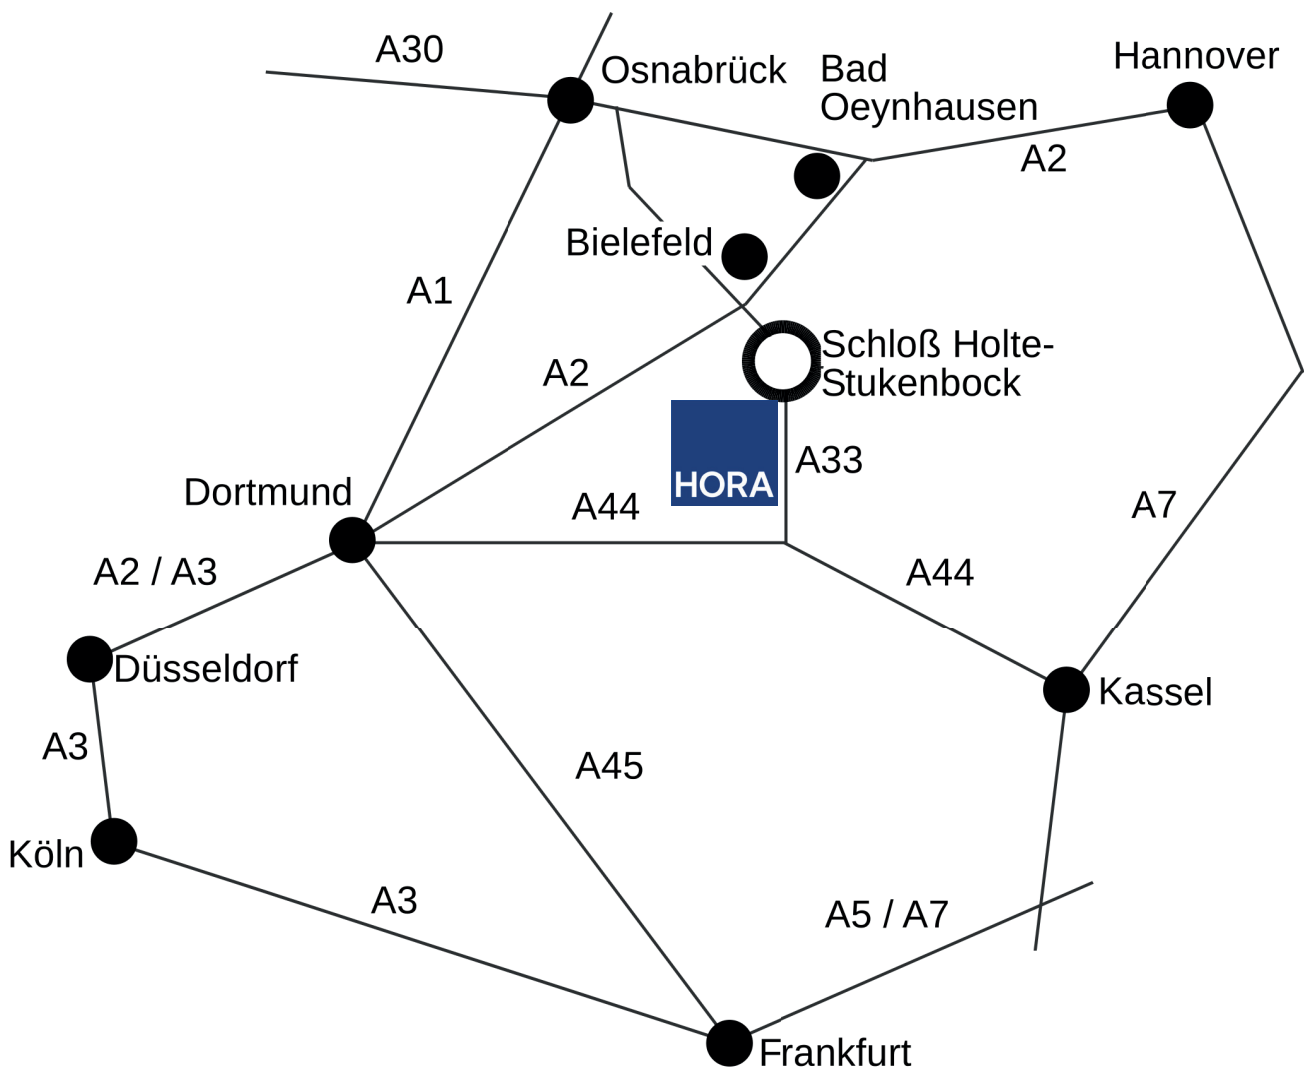 A30
Osnabrück
Bad
Oeynhausen
Hannover
A2
Bielefeld
A1
Schloß Holte-
Stukenbock
A2
HORA
A33
Dortmund
A44
A7
A2 / A3
A44
Düsseldorf
Kassel
A3
A45
Köln
A3
A5 / A7
Frankfurt